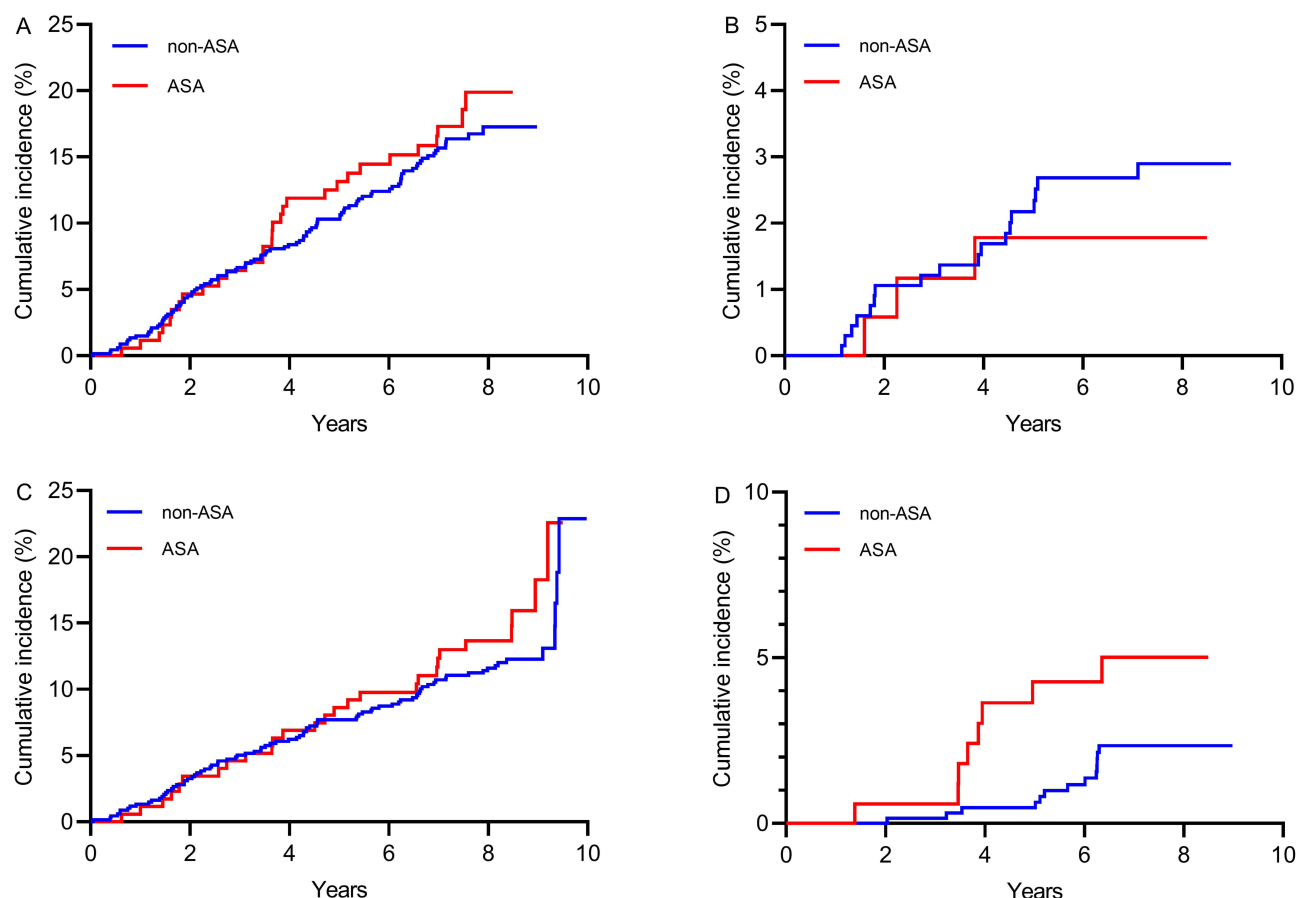 A
Cumulative incidence (%)
25
20
15
10
5
0
non-ASA
ASA
0 2 4 6 8 10
Years
B
Cumulative incidence (%)
5
4
3
2
1
0
non-ASA
ASA
0 2 4 6 8 10
Years
C
Cumulative incidence (%)
25
20
15
10
5
0
non-ASA
ASA
0 2 4 6 8 10
Years
D
Cumulative incidence (%)
10
5
0
non-ASA
ASA
0 2 4 6 8 10
Years